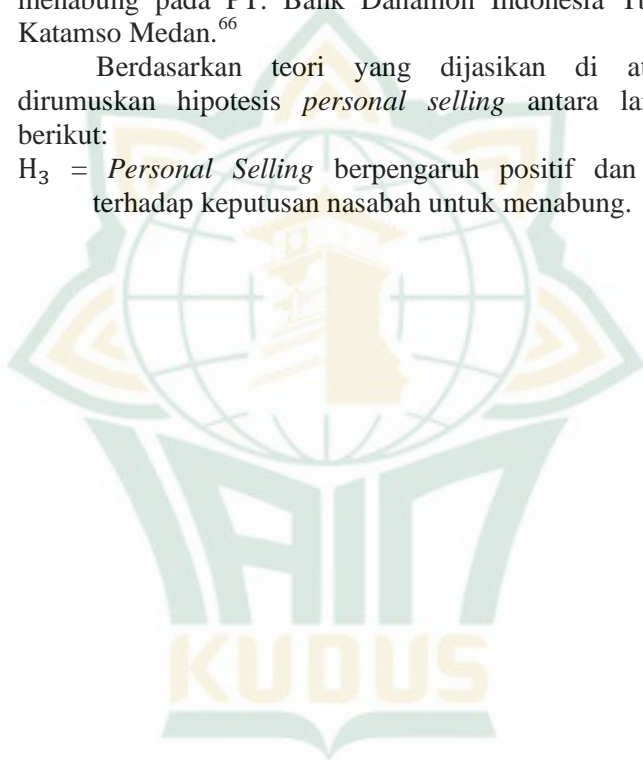 menabung pada PT. Bank Danamon Indonesia
Katamso Medan.66
Berdasarkan teori yang dijasikan di
dirumuskan hipotesis personal selling antara
berikut:
H3 = Personal Selling berpengaruh positif dan
terhadap keputusan nasabah untuk menabung.
IAIN
KUDUS